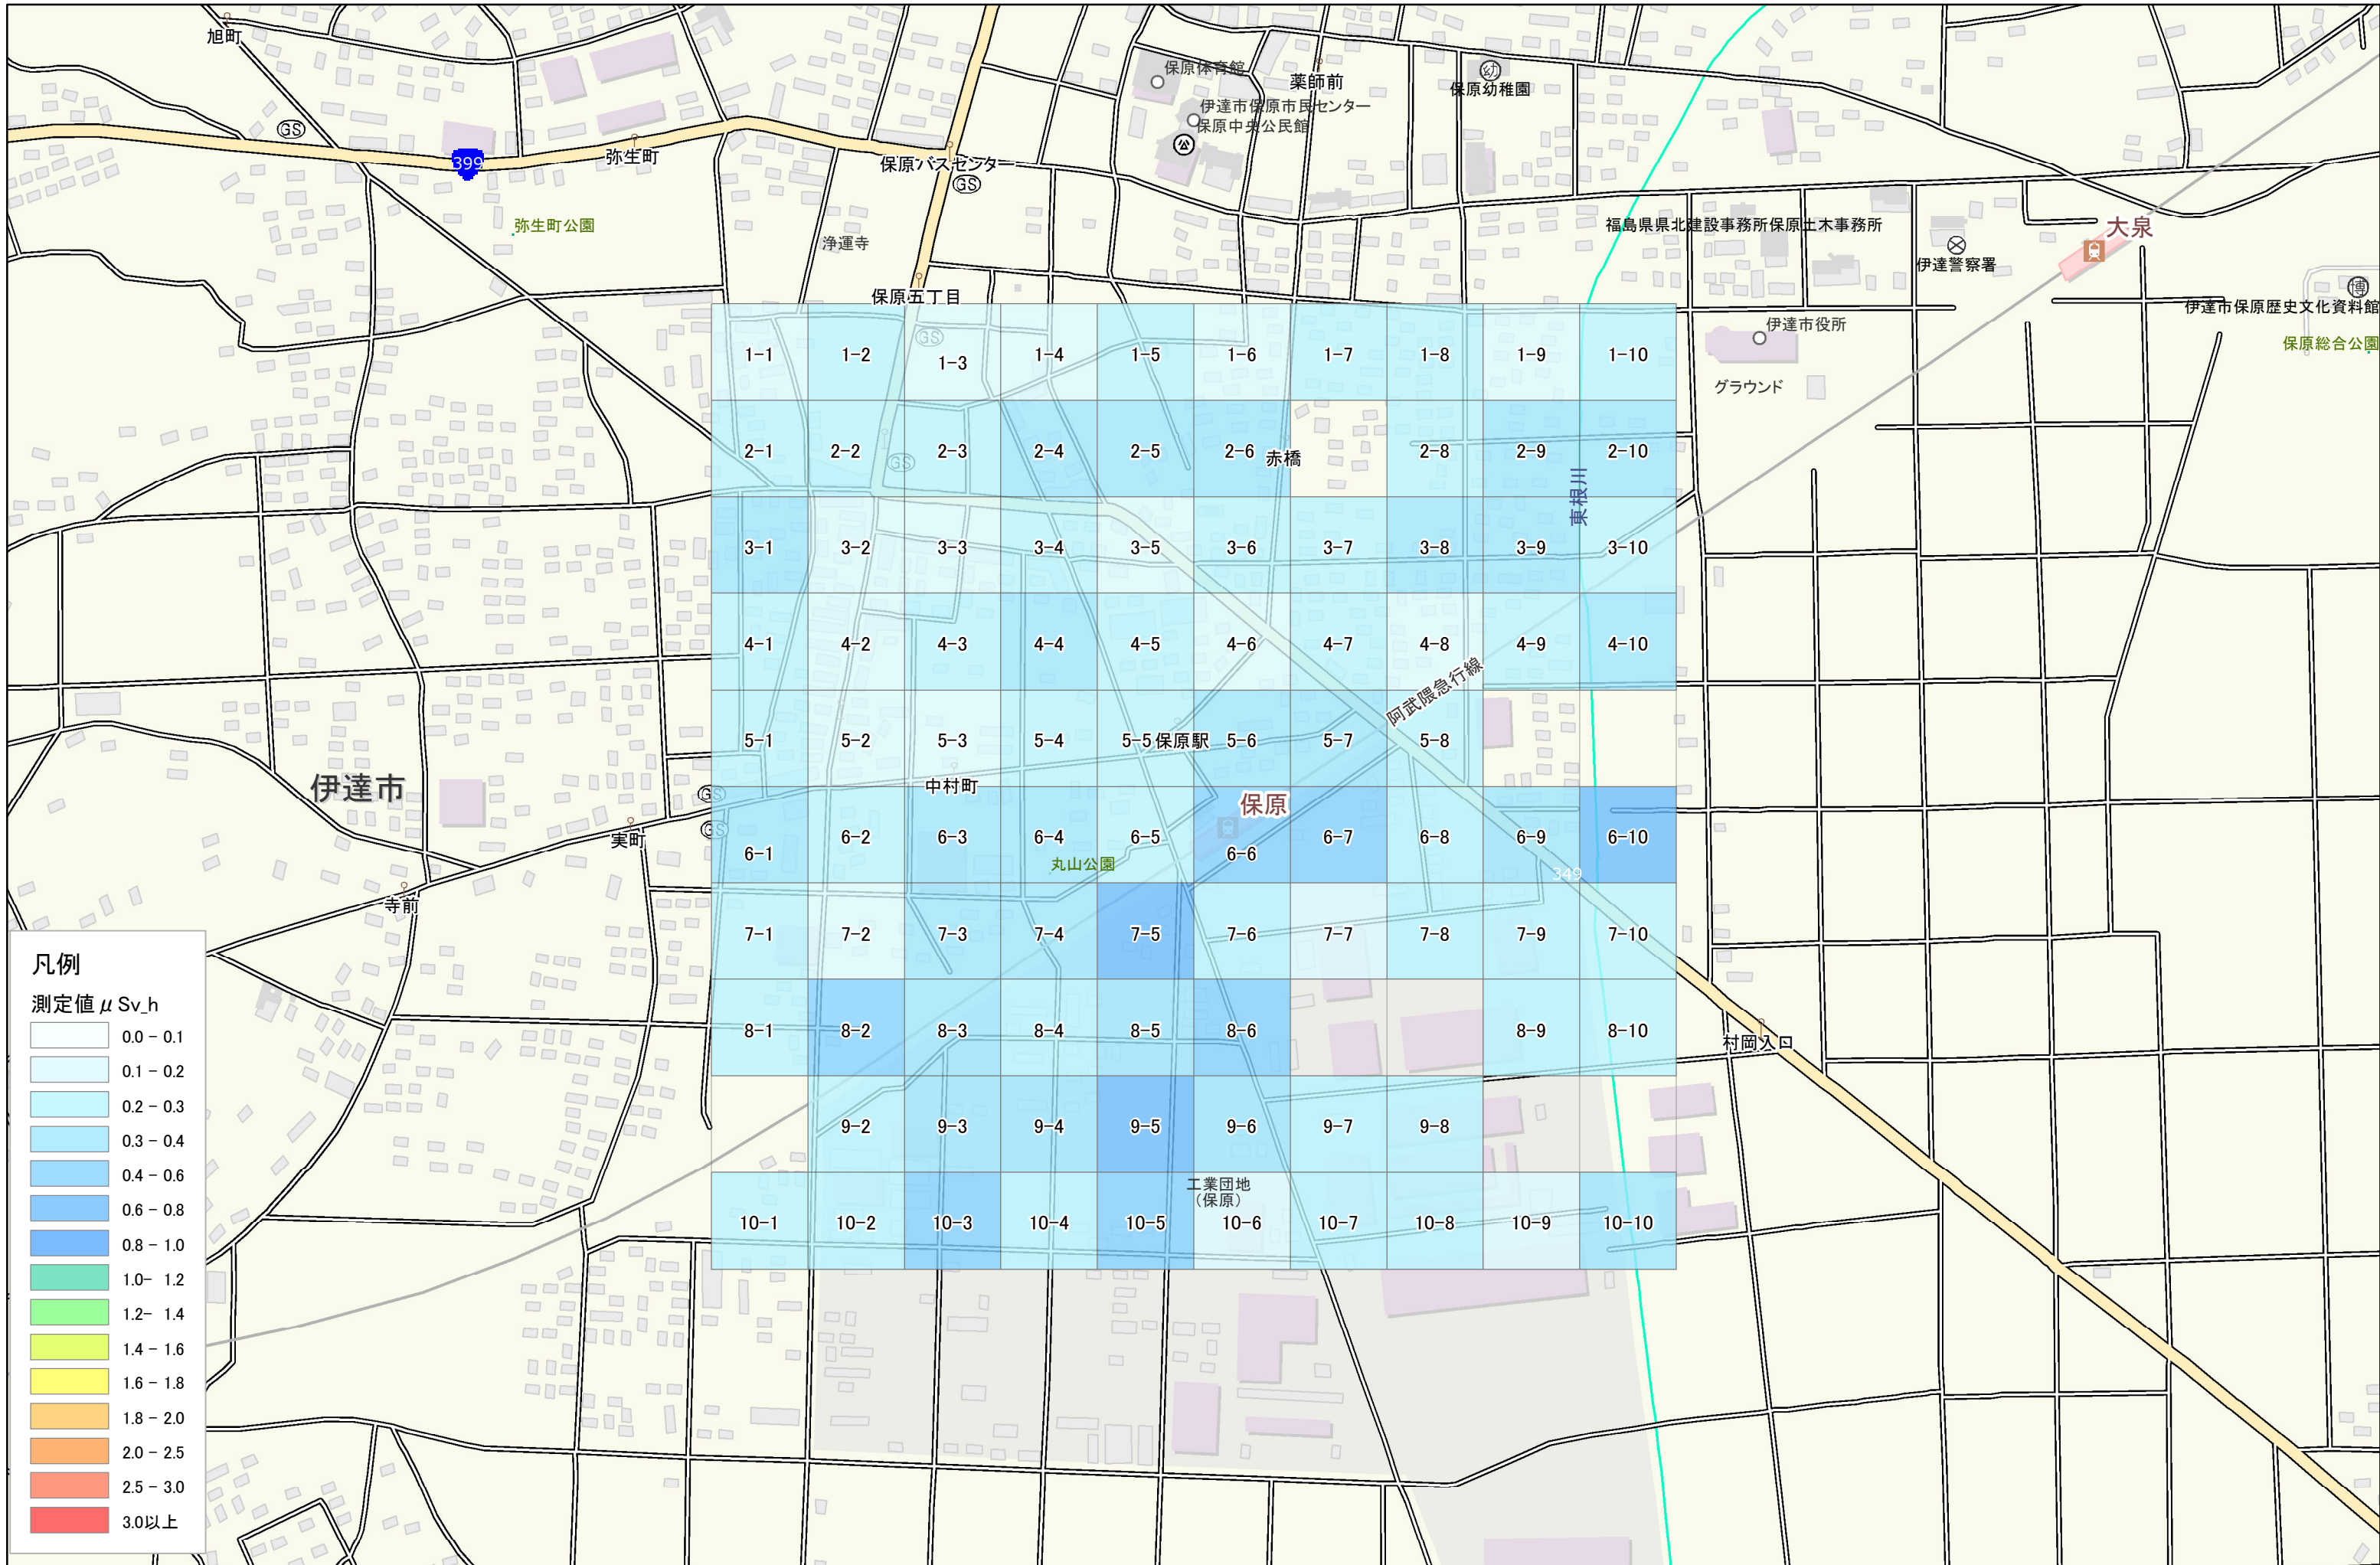 旭町
GS
399
弥生町
弥生町公園
保原バスセンター
GS
浄運寺
保原五丁目
保原体育館
薬師前
伊達市保原市民センター
保原中央公民館
公
幼
保原幼稚園
福島県県北建設事務所保原土木事務所
伊達警察署
大泉
博
伊達市保原歴史文化資料館
保原総合公園
伊達市役所
グラウンド
GS
1-1 1-2 1-3 1-4 1-5 1-6 1-7 1-8 1-9 1-10
2-1 2-2 2-3 2-4 2-5 2-6 2-8 2-9 2-10
GS
赤橋
東根川
3-1 3-2 3-3 3-4 3-5 3-6 3-7 3-8 3-9 3-10
4-1 4-2 4-3 4-4 4-5 4-6 4-7 4-8 4-9 4-10
阿武隈急行線
5-1 5-2 5-3 5-4 5-5 5-6 5-7 5-8
保原駅
中村町
伊達市
GS
GS
実町
寺前
保原
6-1 6-2 6-3 6-4 6-5 6-6 6-7 6-8 6-9 6-10
丸山公園
349
7-1 7-2 7-3 7-4 7-5 7-6 7-7 7-8 7-9 7-10
8-1 8-2 8-3 8-4 8-5 8-6 8-9 8-10
村岡入口
9-2 9-3 9-4 9-5 9-6 9-7 9-8
工業団地
（保原）
10-1 10-2 10-3 10-4 10-5 10-6 10-7 10-8 10-9 10-10
凡例
測定値 μ Sv_h
0.0 - 0.1
0.1 - 0.2
0.2 - 0.3
0.3 - 0.4
0.4 - 0.6
0.6 - 0.8
0.8 - 1.0
1.0- 1.2
1.2- 1.4
1.4 - 1.6
1.6 - 1.8
1.8 - 2.0
2.0 - 2.5
2.5 - 3.0
3.0以上